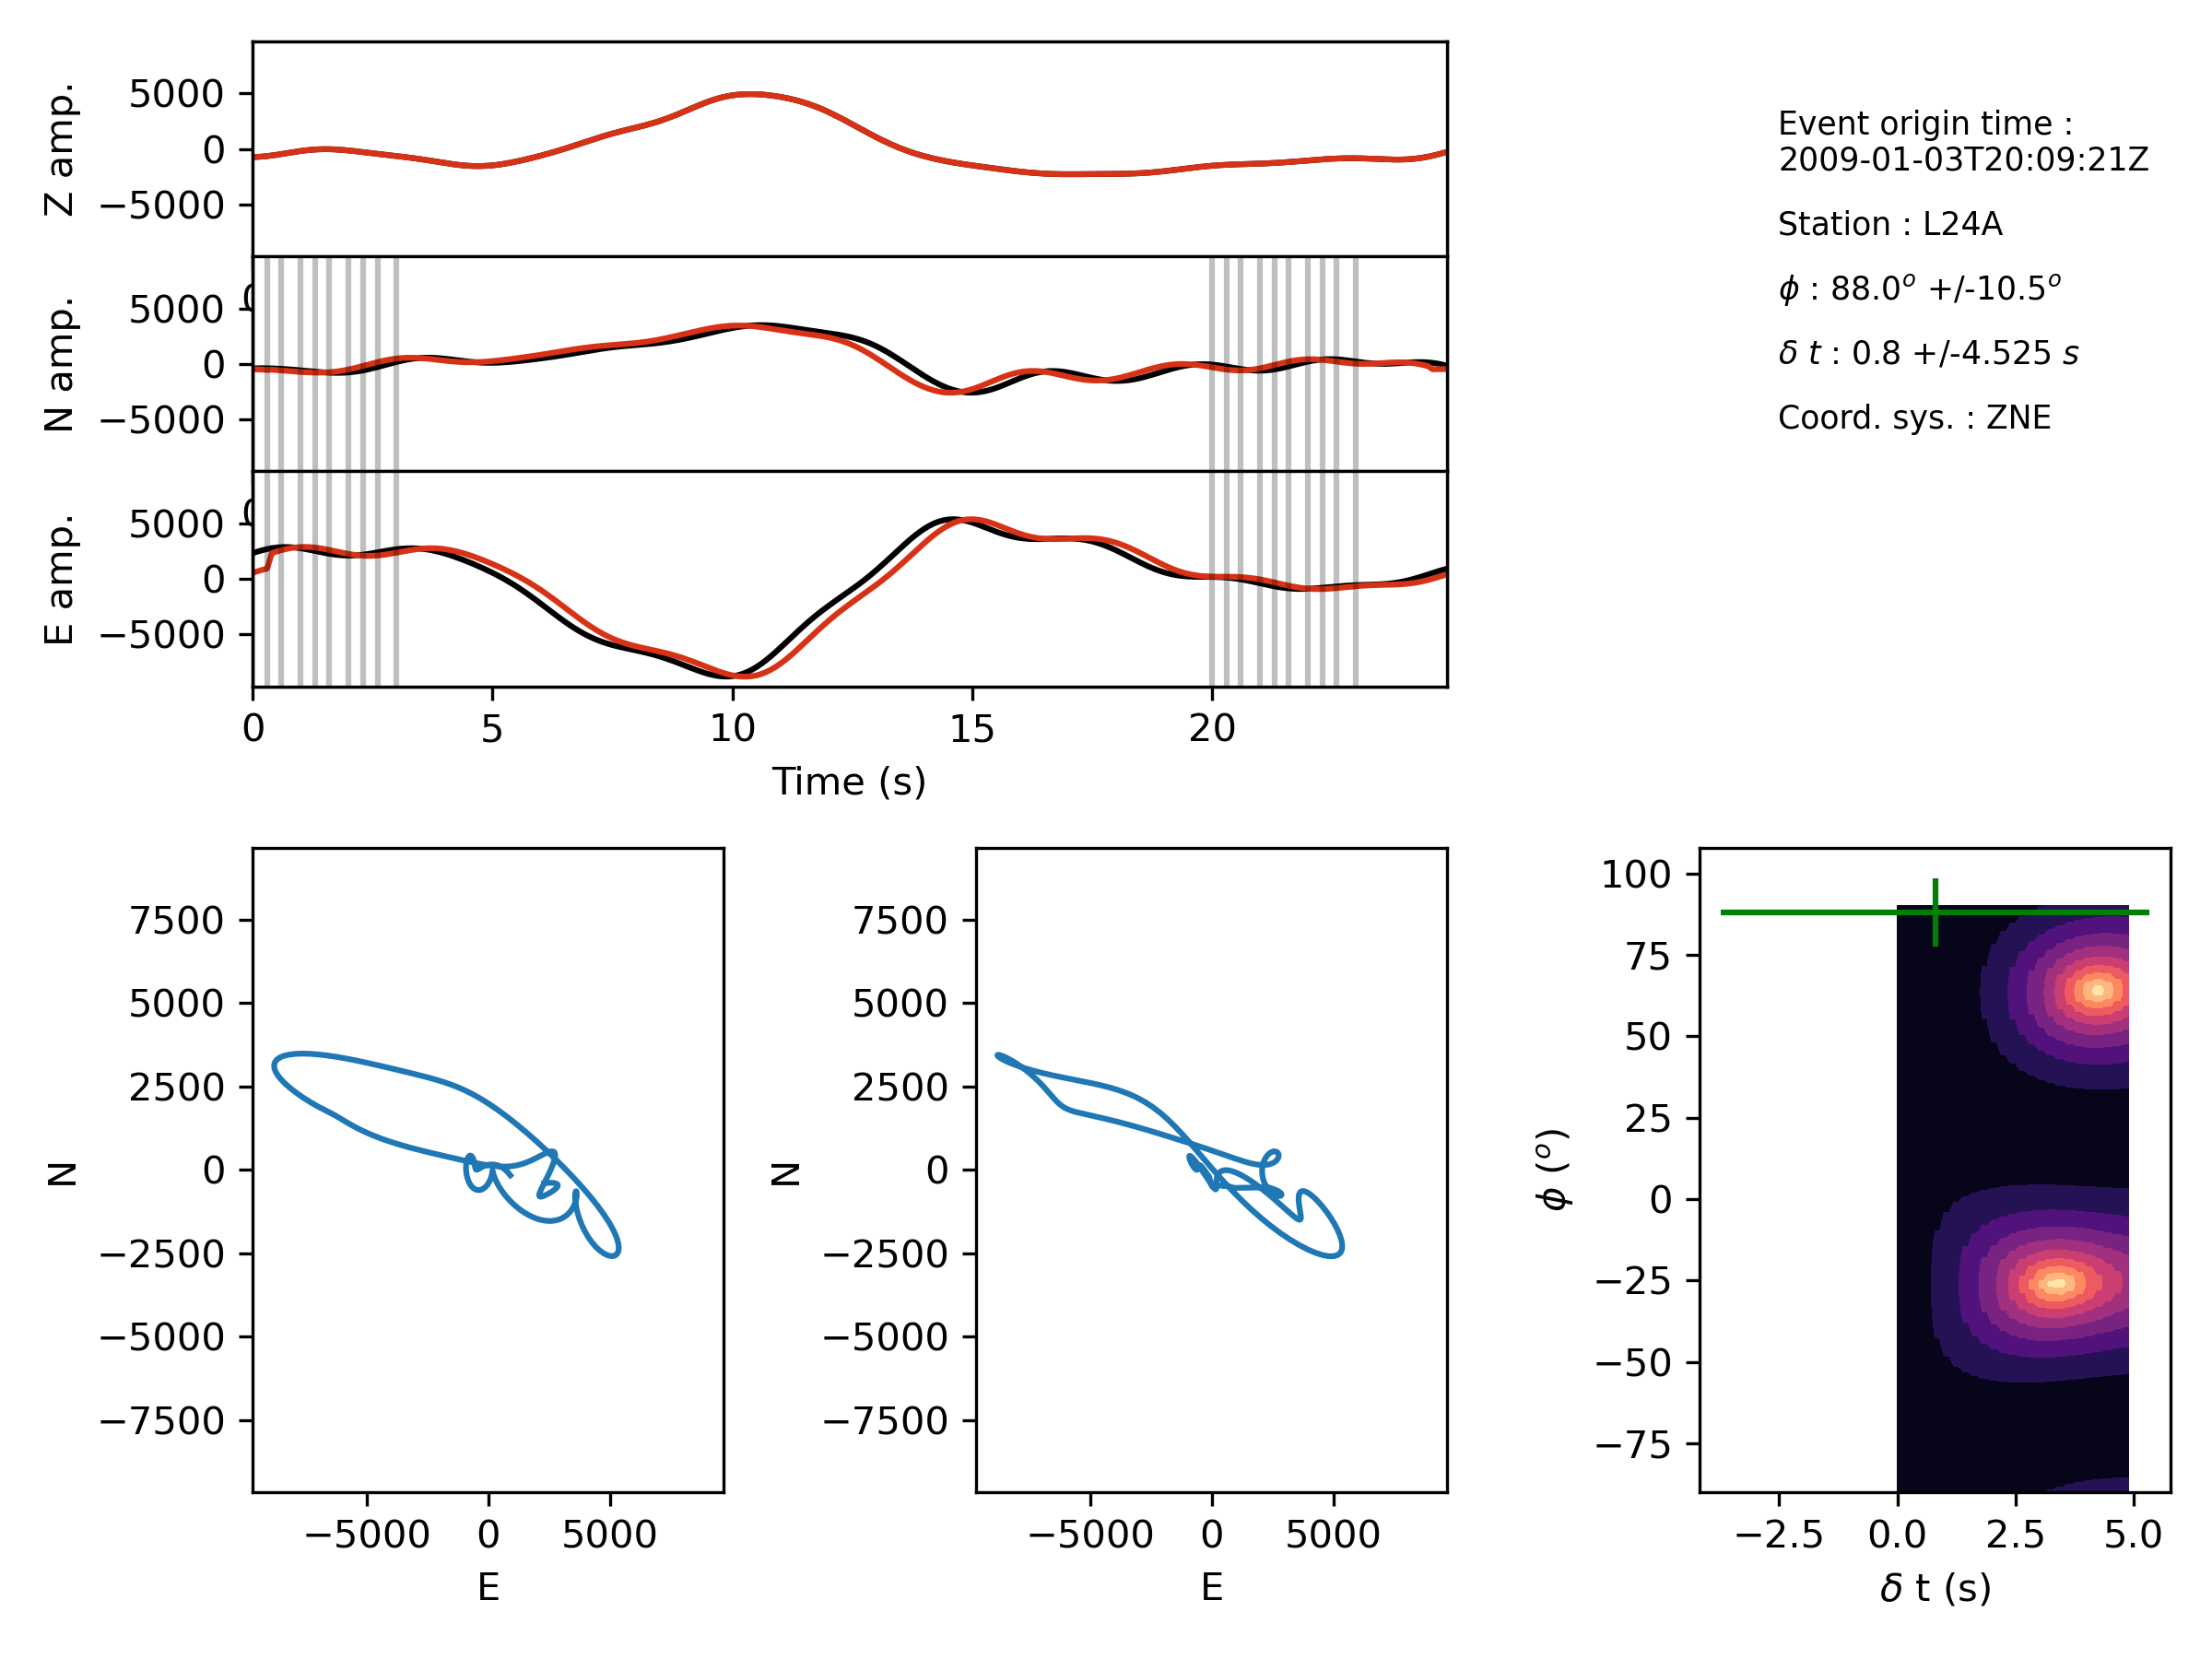 Z amp.
5000
0
−5000
N amp.
5000
0
−5000
E amp.
5000
0
−5000
0 5 10 15 20
Time (s)
Event origin time :
2009-01-03T20:09:21Z
Station : L24A
ϕ : 88.0° +/-10.5°
δ t : 0.8 +/-4.525 s
Coord. sys. : ZNE
N
7500
5000
2500
0
−2500
−5000
−7500
−5000 0 5000
E
N
7500
5000
2500
0
−2500
−5000
−7500
−5000 0 5000
E
ϕ (°)
100
75
50
25
0
−25
−50
−75
−2.5 0.0 2.5 5.0
δ t (s)